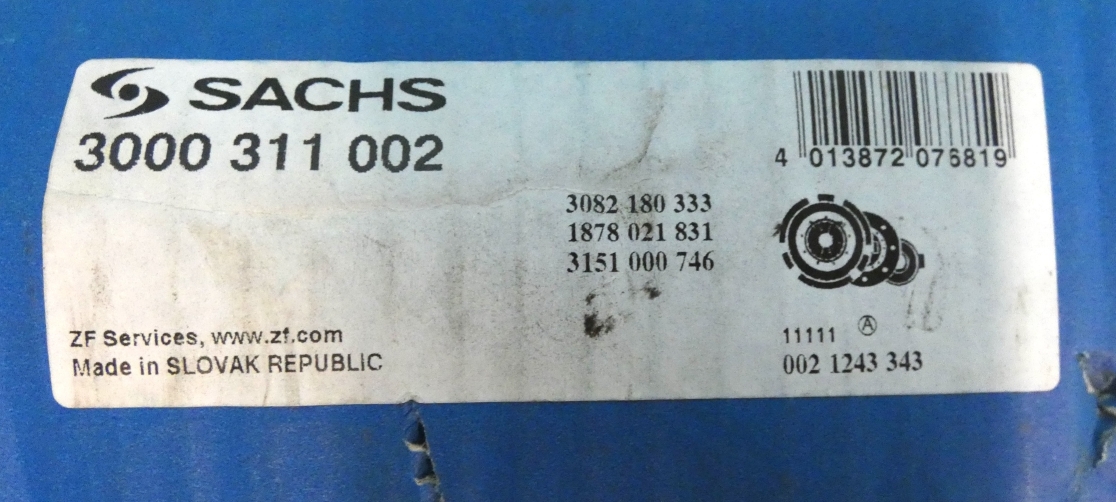 SACHS
3000 311 002
4 013872 076819
3082 180 333
1878 021 831
3151 000 746
ZF Services, www.zf.com
Made in SLOVAK REPUBLIC
11111 Ⓐ
002 1243 343